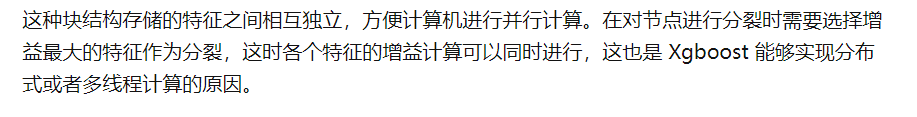 这种块结构存储的特征之间相互独立，方便计算机进行并行计算。在对节点进行分裂时需要选择增
益最大的特征作为分裂，这时各个特征的增益计算可以同时进行，这也是 Xgboost 能够实现分布
式或者多线程计算的原因。